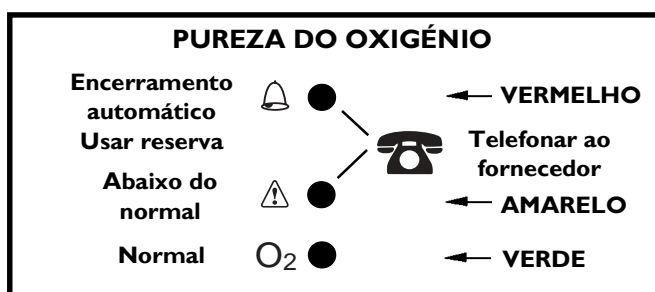 PUREZA DO OXIGÉNIO
Encerramento
automático
Usar reserva
VERMELHO
Telefonar ao
fornecedor
Abaixo do
normal
AMARELO
Normal
O₂
VERDE